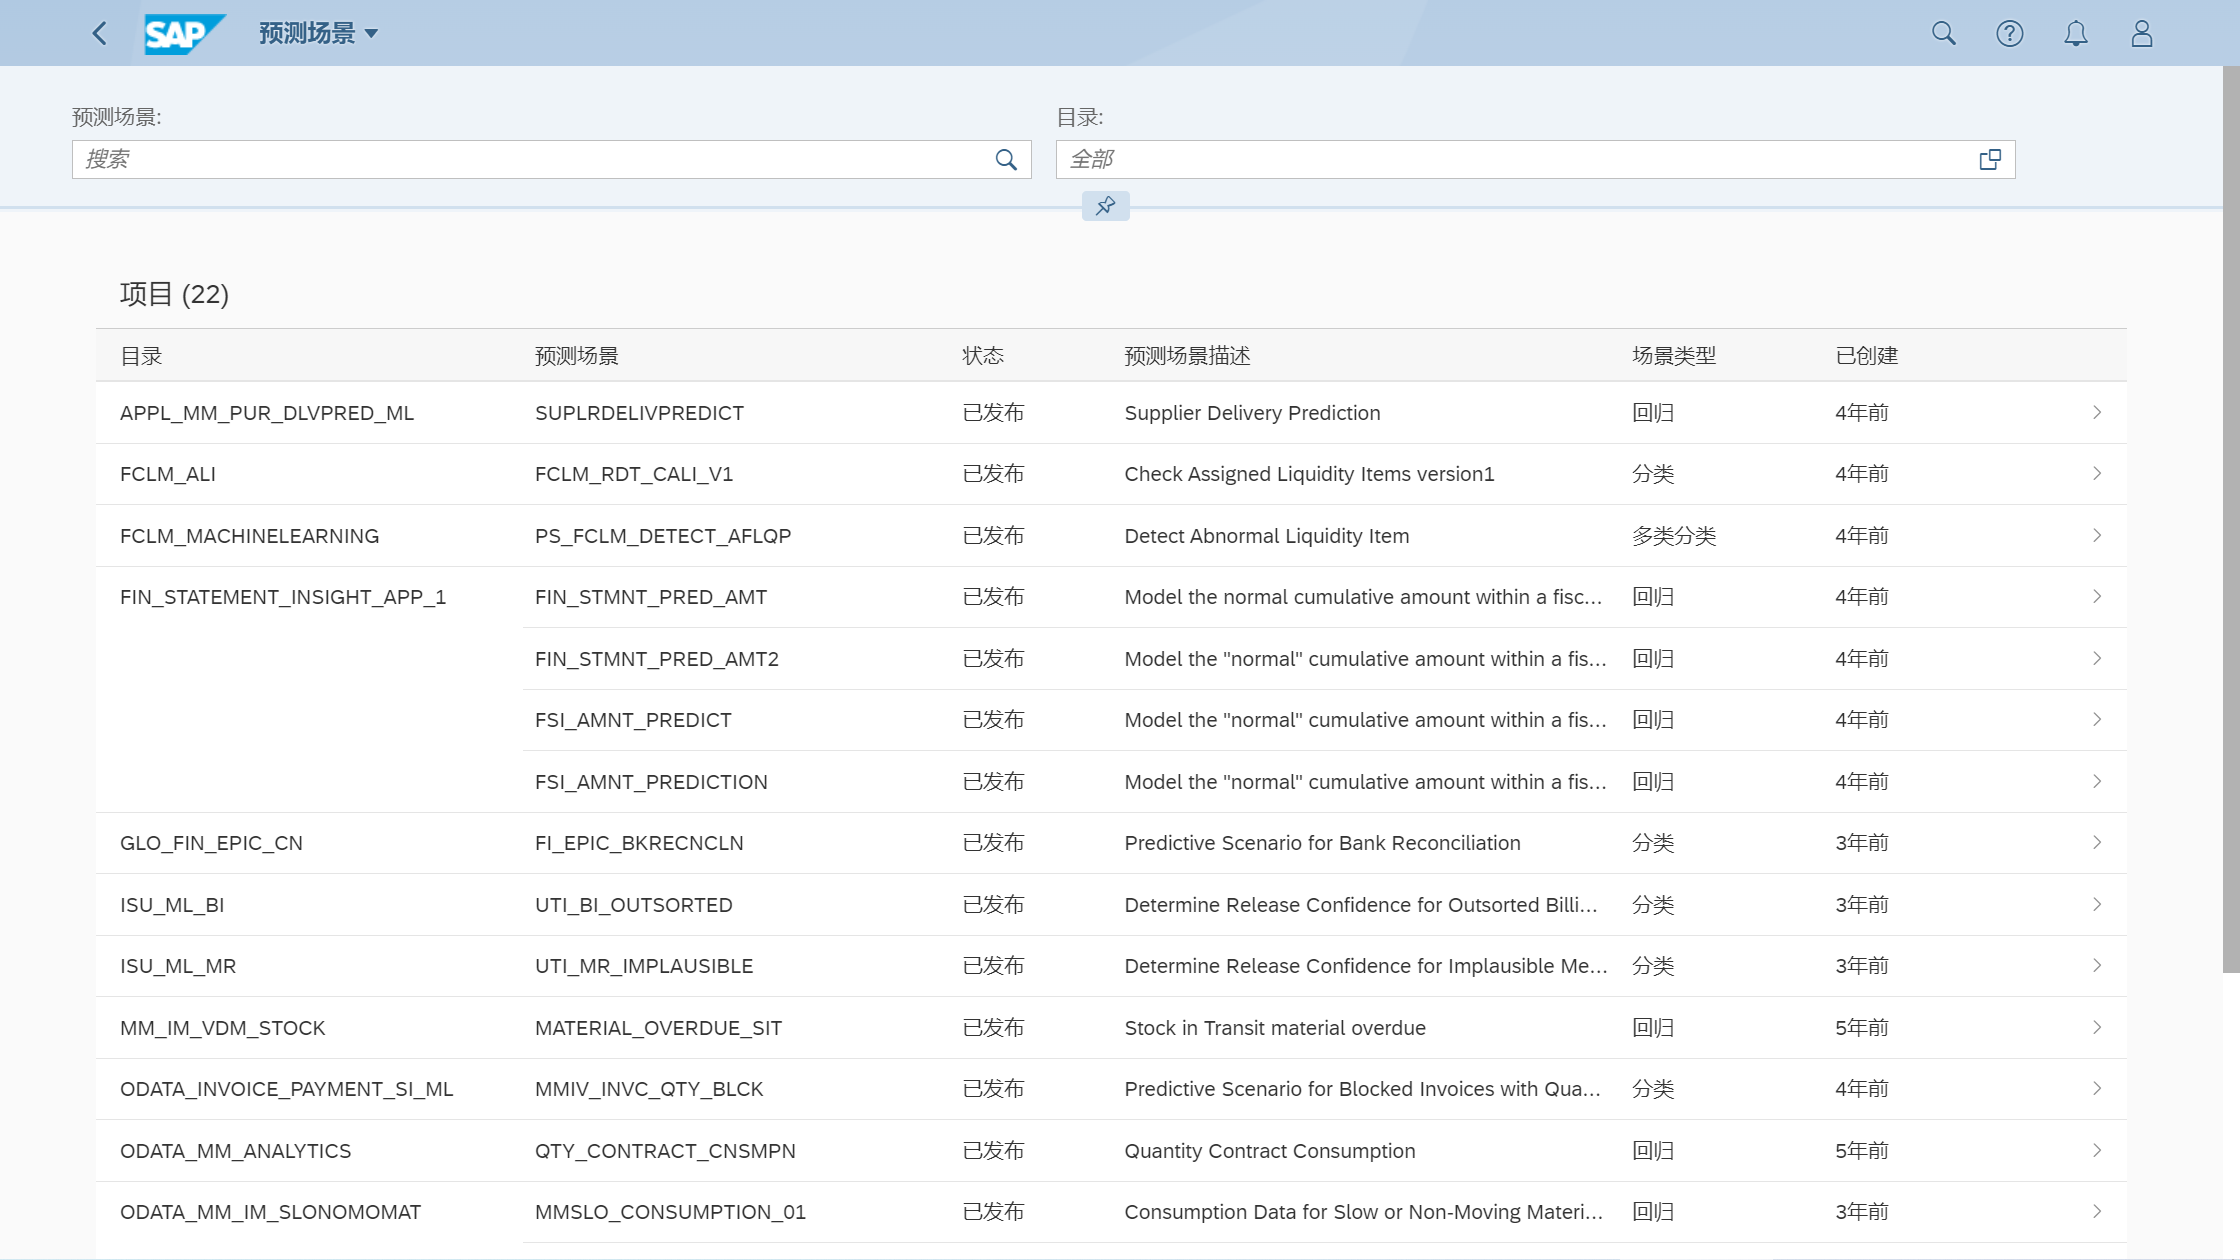 SAP 预测场景
预测场景: 目录:
搜索 全部
项目 (22)
目录 预测场景 状态 预测场景描述 场景类型 已创建
APPL_MM_PUR_DLVPRED_ML SUPLRDELIVPREDICT 已发布 Supplier Delivery Prediction 回归 4年前
FCLM_ALI FCLM_RDT_CALI_V1 已发布 Check Assigned Liquidity Items version1 分类 4年前
FCLM_MACHINELEARNING PS_FCLM_DETECT_AFLQP 已发布 Detect Abnormal Liquidity Item 多类分类 4年前
FIN_STATEMENT_INSIGHT_APP_1 FIN_STMNT_PRED_AMT 已发布 Model the normal cumulative amount within a fisc... 回归 4年前
FIN_STMNT_PRED_AMT2 已发布 Model the "normal" cumulative amount within a fis... 回归 4年前
FSI_AMNT_PREDICT 已发布 Model the "normal" cumulative amount within a fis... 回归 4年前
FSI_AMNT_PREDICTION 已发布 Model the "normal" cumulative amount within a fis... 回归 4年前
GLO_FIN_EPIC_CN FI_EPIC_BKRECNCLN 已发布 Predictive Scenario for Bank Reconciliation 分类 3年前
ISU_ML_BI UTI_BI_OUTSORTED 已发布 Determine Release Confidence for Outsorted Billi... 分类 3年前
ISU_ML_MR UTI_MR_IMPLAUSIBLE 已发布 Determine Release Confidence for Implausible Me... 分类 3年前
MM_IM_VDM_STOCK MATERIAL_OVERDUE_SIT 已发布 Stock in Transit material overdue 回归 5年前
ODATA_INVOICE_PAYMENT_SI_ML MMIV_INVC_QTY_BLCK 已发布 Predictive Scenario for Blocked Invoices with Qua... 分类 4年前
ODATA_MM_ANALYTICS QTY_CONTRACT_CNSMPN 已发布 Quantity Contract Consumption 回归 5年前
ODATA_MM_IM_SLONOMOMAT MMSLO_CONSUMPTION_01 已发布 Consumption Data for Slow or Non-Moving Materi... 回归 3年前